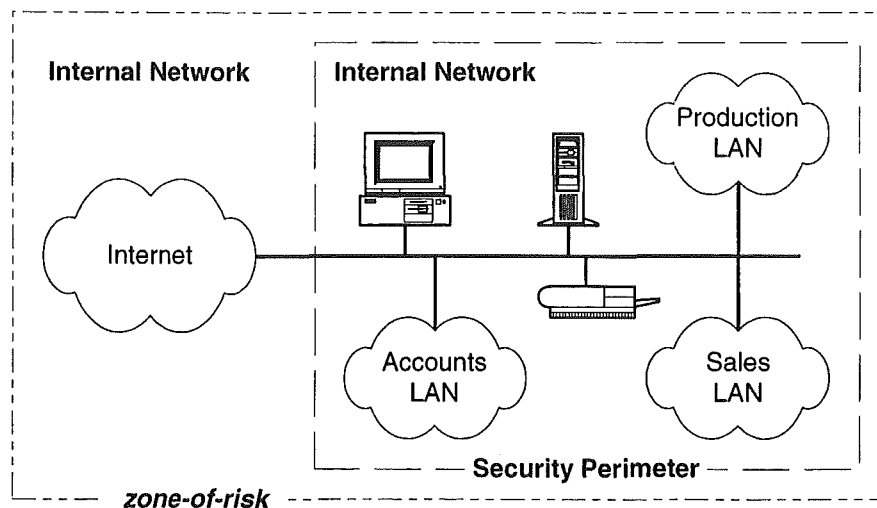 Internal Network
Internal Network
Production
LAN
Internet
Accounts
LAN
Sales
LAN
Security Perimeter
zone-of-risk